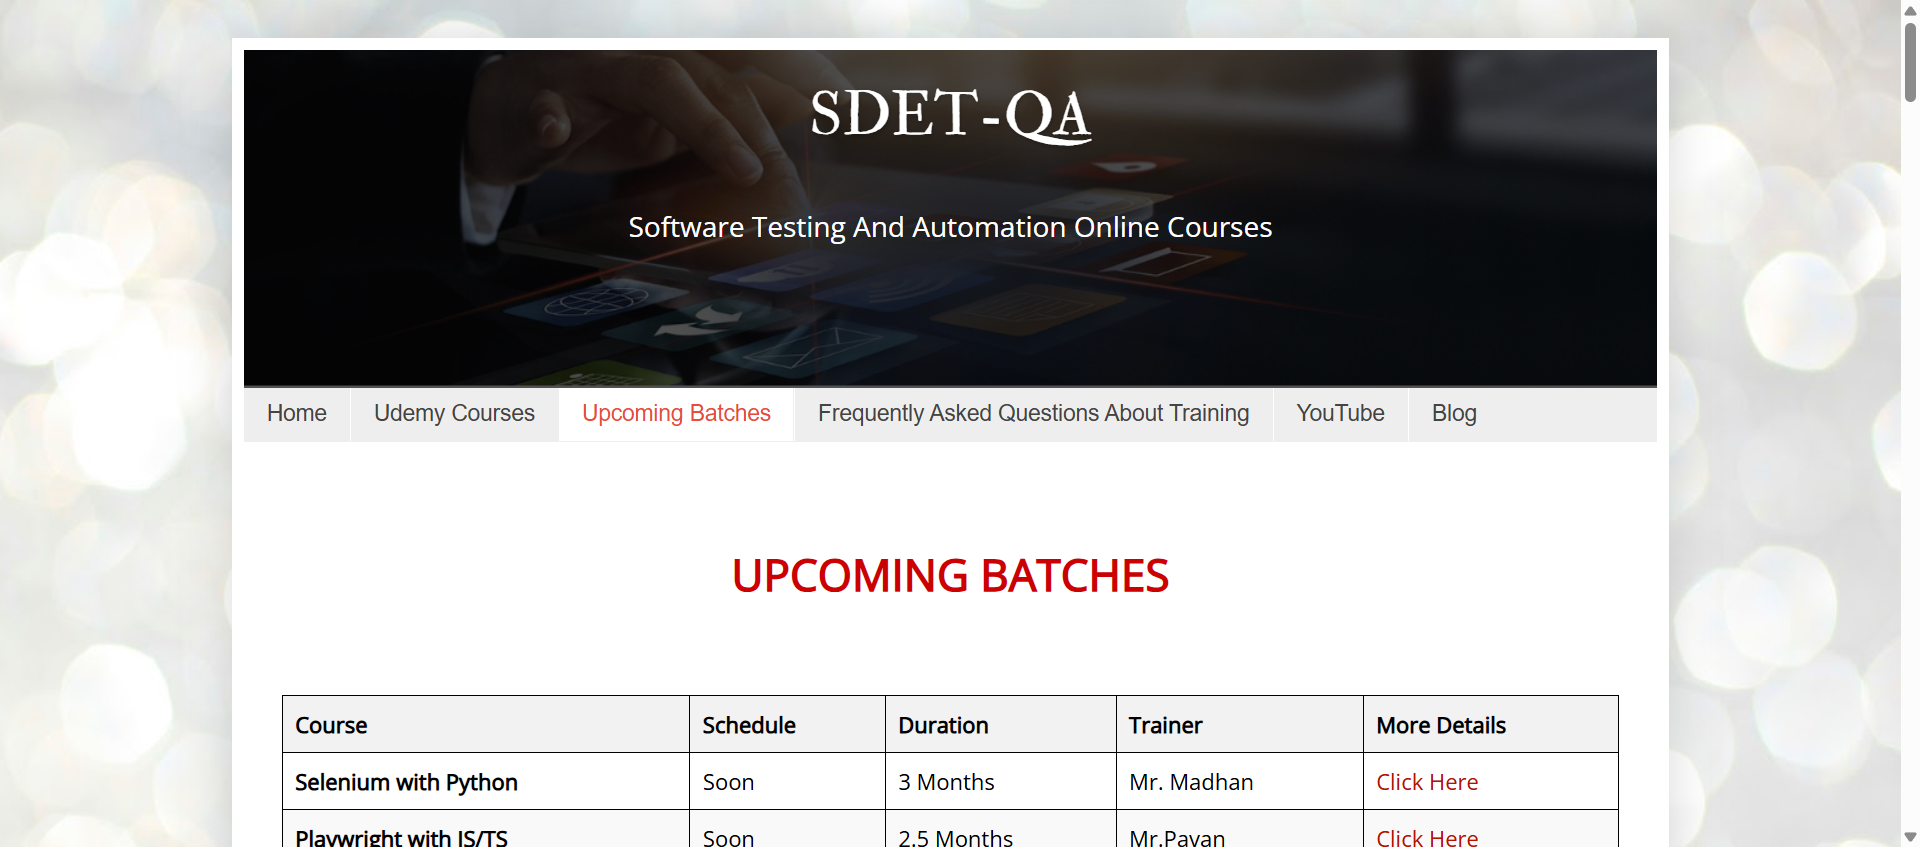 SDET-QA
Software Testing And Automation Online Courses
Home Udemy Courses Upcoming Batches Frequently Asked Questions About Training YouTube Blog
UPCOMING BATCHES
Course Schedule Duration Trainer More Details
Selenium with Python Soon 3 Months Mr. Madhan Click Here
Playwright with JS/TS Soon 2.5 Months Mr.Pavan Click Here